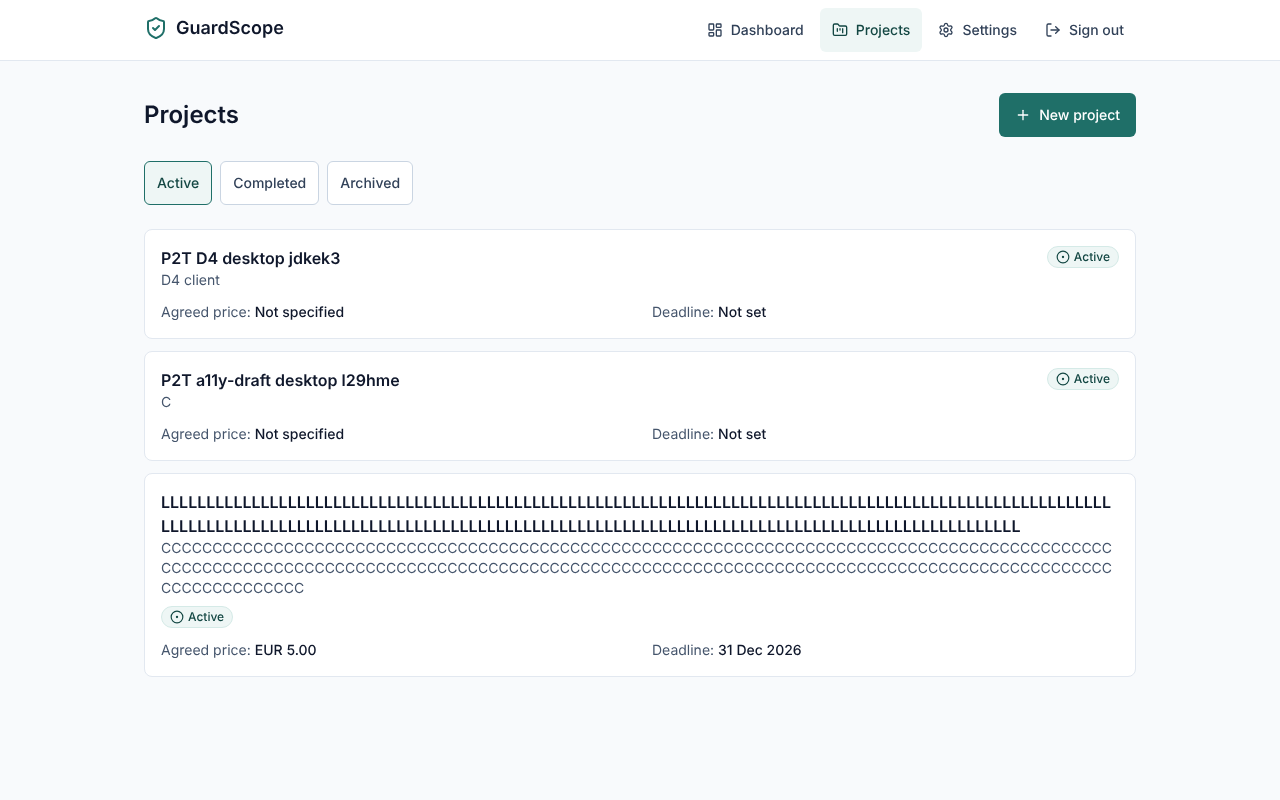 GuardScope
Dashboard
Projects
Settings
Sign out
Projects
New project
Active
Completed
Archived
P2T D4 desktop jdkek3
Active
D4 client
Agreed price: Not specified
Deadline: Not set
P2T a11y-draft desktop l29hme
Active
C
Agreed price: Not specified
Deadline: Not set
Active
Agreed price: EUR 5.00
Deadline: 31 Dec 2026